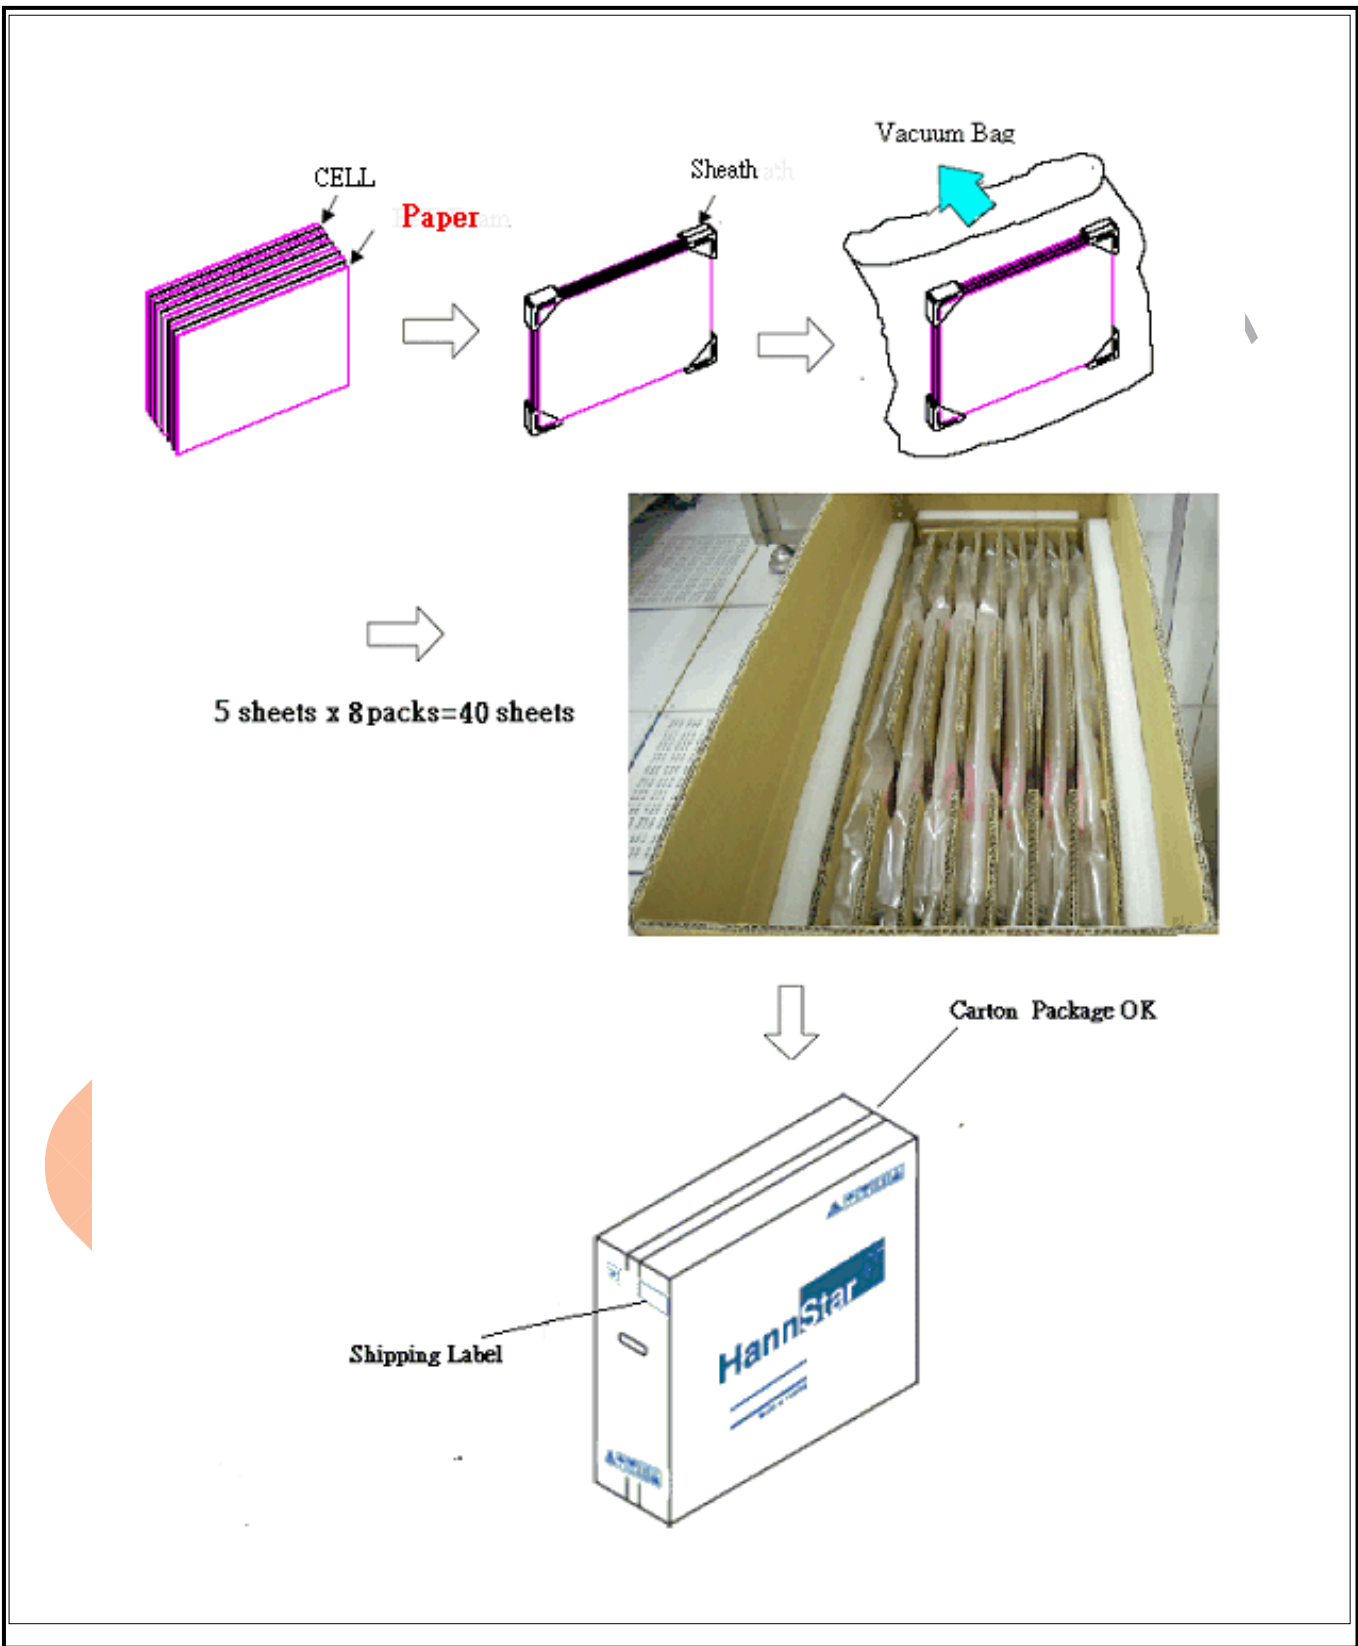 Vacuum Bag
CELL
Sheath
Paper
5 sheets x 8 packs=40 sheets
Carton Package OK
HannStar
Shipping Label